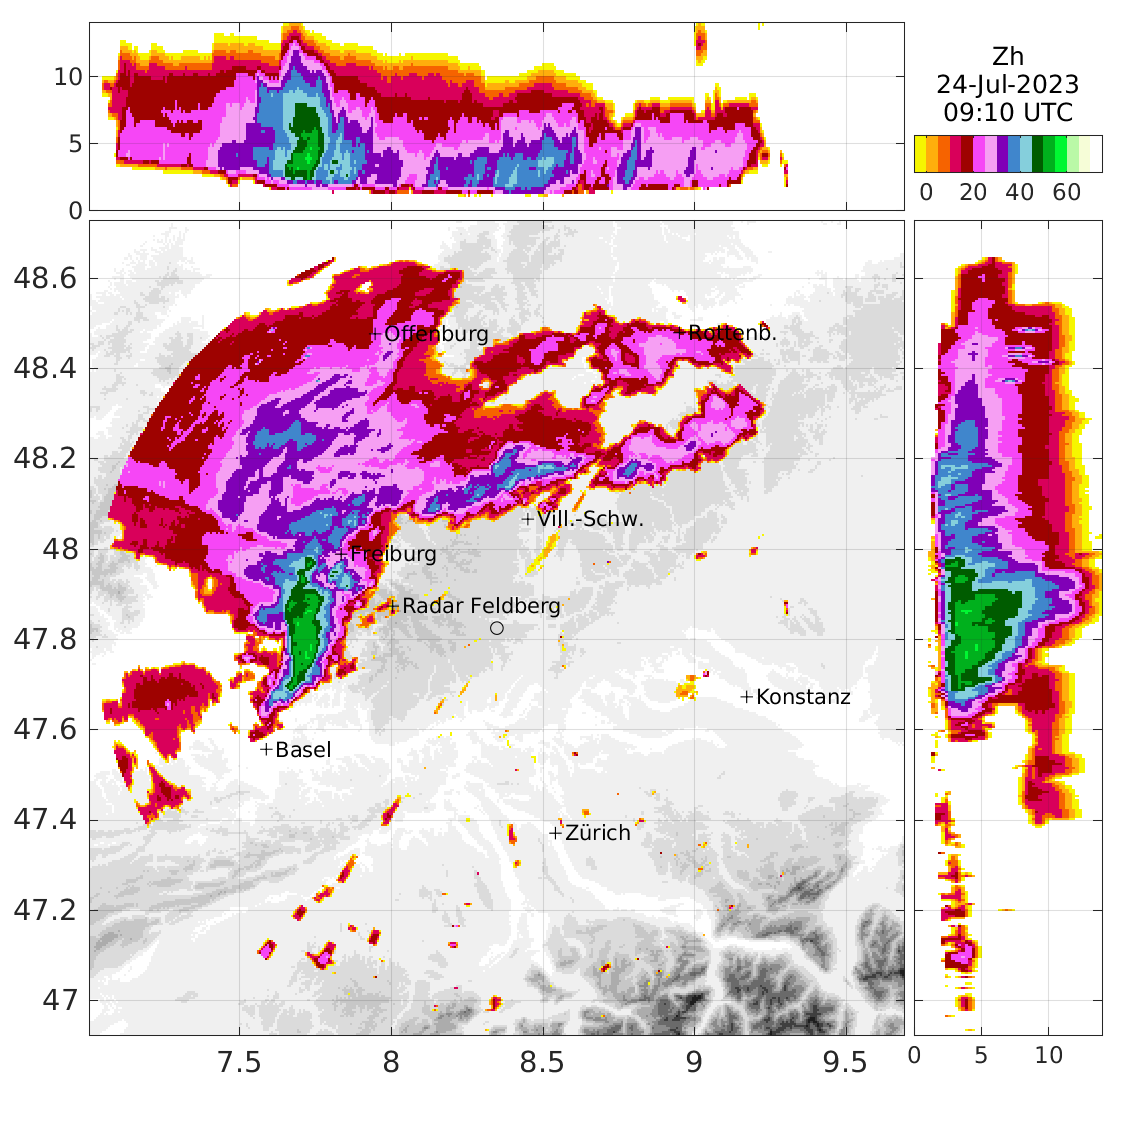 10
5
0
Zh
24-Jul-2023
09:10 UTC
0 20 40 60
48.6
48.4
48.2
48
47.8
47.6
47.4
47.2
47
+Offenburg
+Rottenb.
+Vill.-Schw.
+Freiburg
+Radar Feldberg
+Konstanz
+Basel
+Zürich
7.5 8 8.5 9 9.5
0 5 10